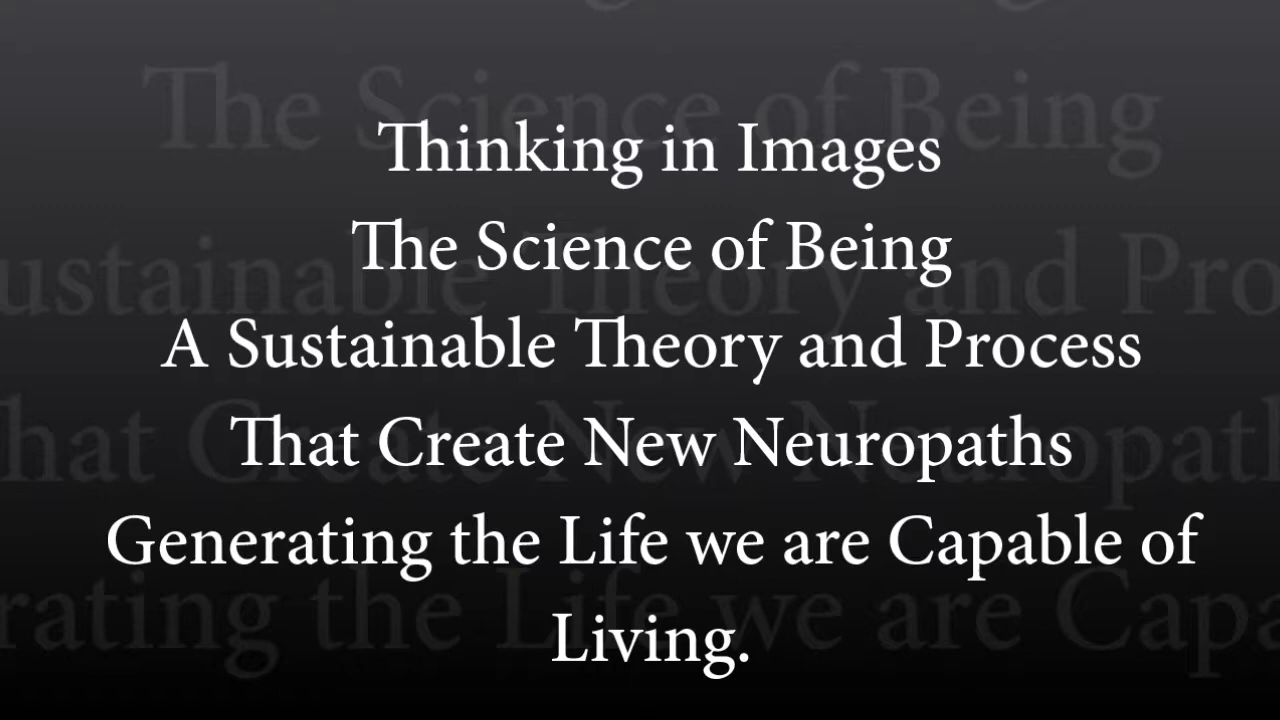 Thinking in Images
The Science of Being
A Sustainable Theory and Process
That Create New Neuropaths
Generating the Life we are Capable of
Living.